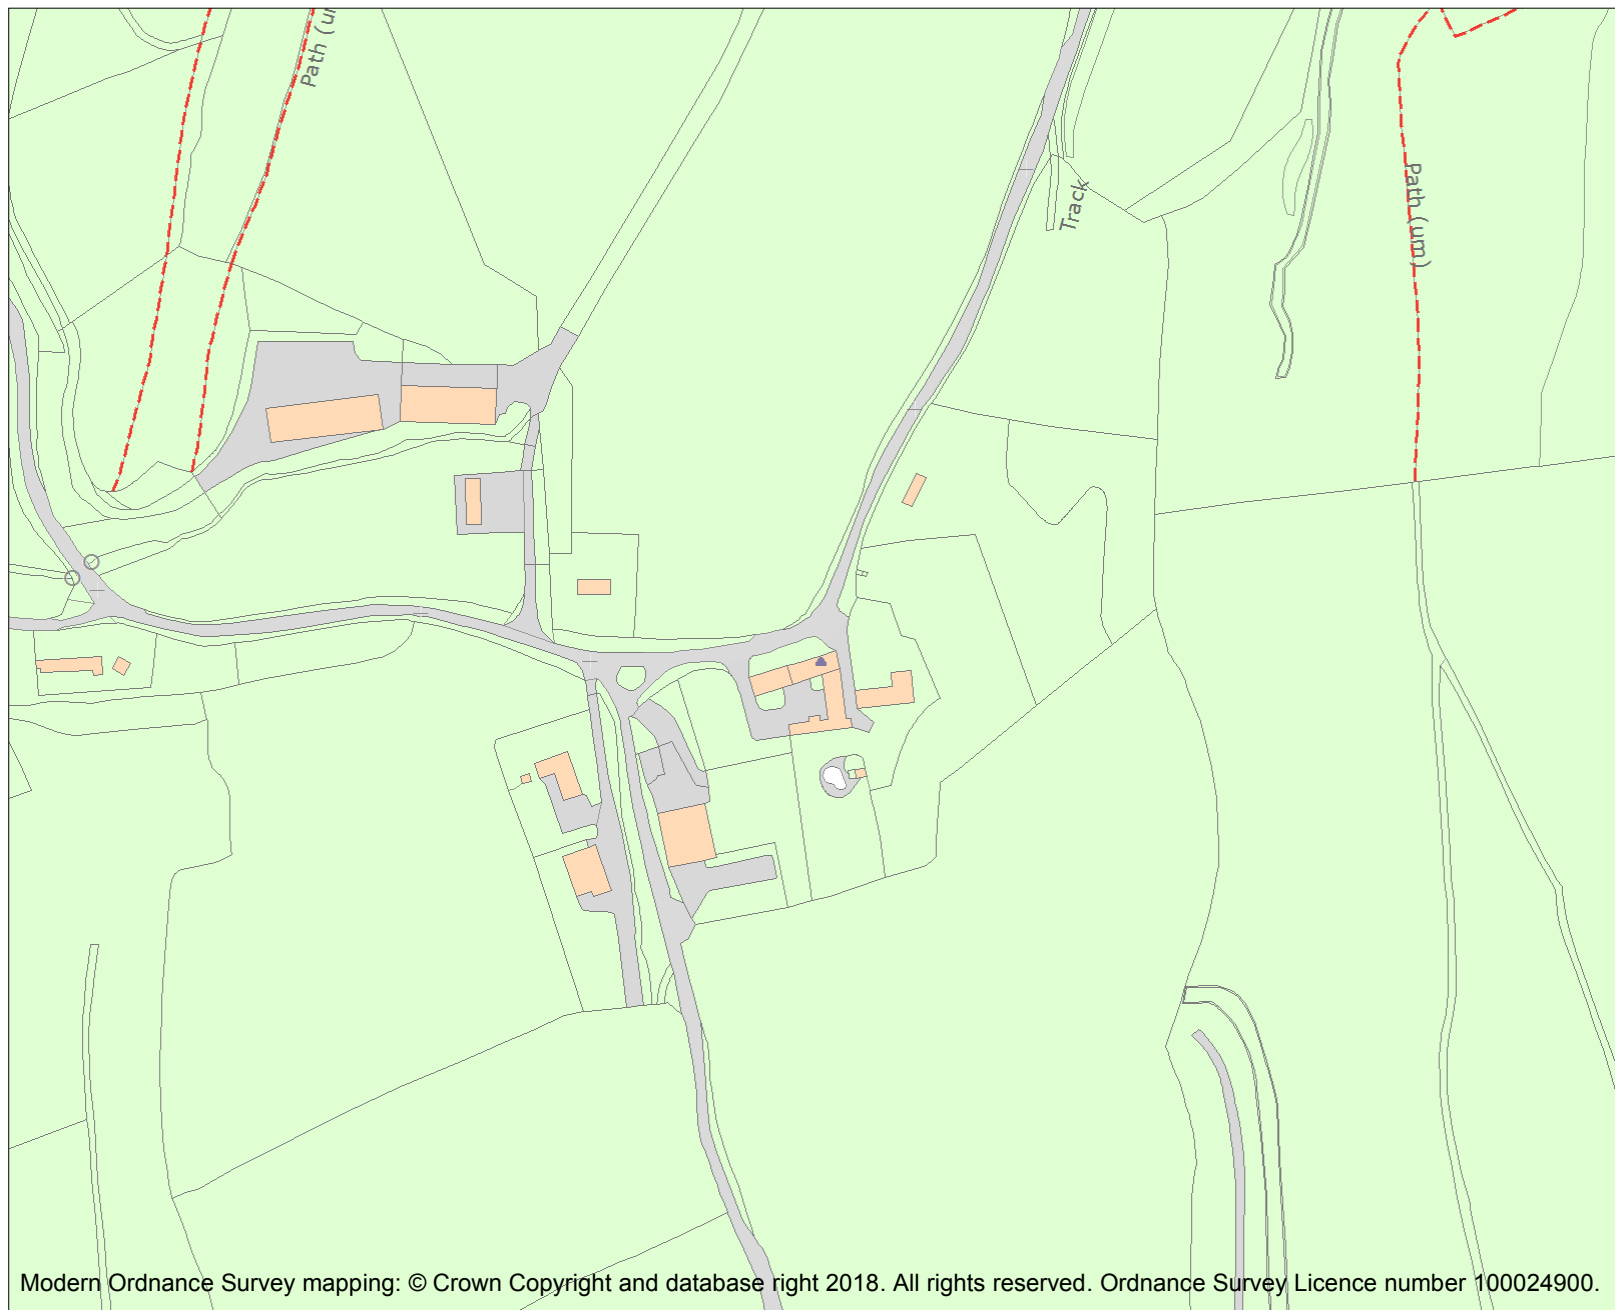 Path (u
Track
Path (um)
Modern Ordnance Survey mapping: © Crown Copyright and database right 2018. All rights reserved. Ordnance Survey Licence number 100024900.